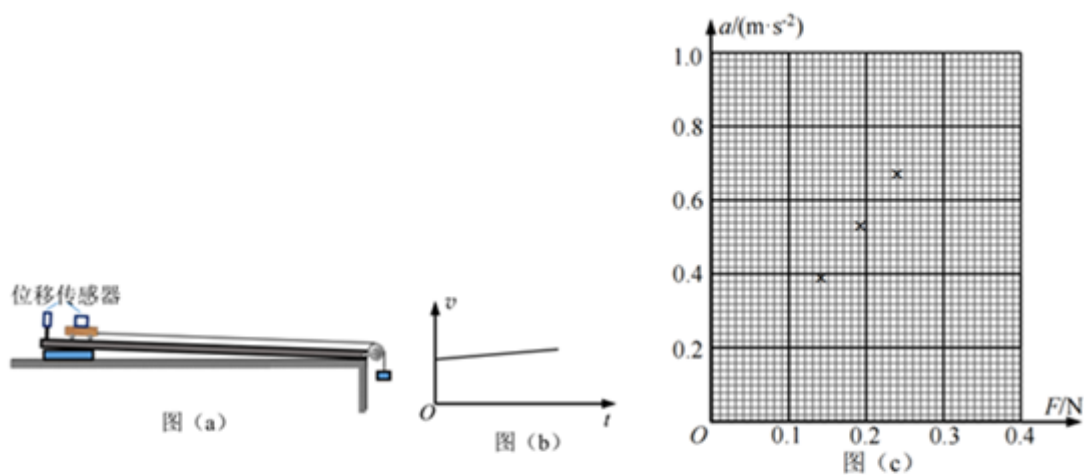 位移传感器
图（a）
v
O
t
图（b）
a/(m·s⁻²)
1.0
0.8
0.6
0.4
0.2
O
0.1
0.2
0.3
0.4
F/N
图（c）